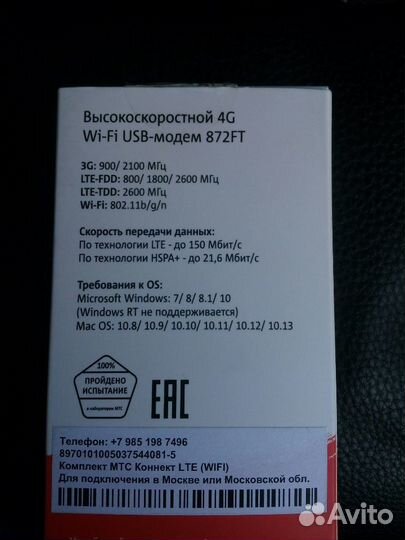 Высокоскоростной 4G
Wi-Fi USB-модем 872FT
3G: 900/ 2100 МГц
LTE-FDD: 800/ 1800/ 2600 МГц
LTE-TDD: 2600 МГц
Wi-Fi: 802.11b/g/n
Скорость передачи данных:
По технологии LTE - до 150 Мбит/с
По технологии HSPA+ - до 21,6 Мбит/с
Требования к OS:
Microsoft Windows: 7/ 8/ 8.1/ 10
(Windows RT не поддерживается)
Mac OS: 10.8/ 10.9/ 10.10/ 10.11/ 10.12/ 10.13
100%
ПРОЙДЕНО
ИСПЫТАНИЕ
в лаборатории МТС
EAC
Телефон: +7 985 198 7496
8970101005037544081-5
Комплект МТС Коннект LTE (WIFI)
Для подключения в Москве или Московской обл.
Avito